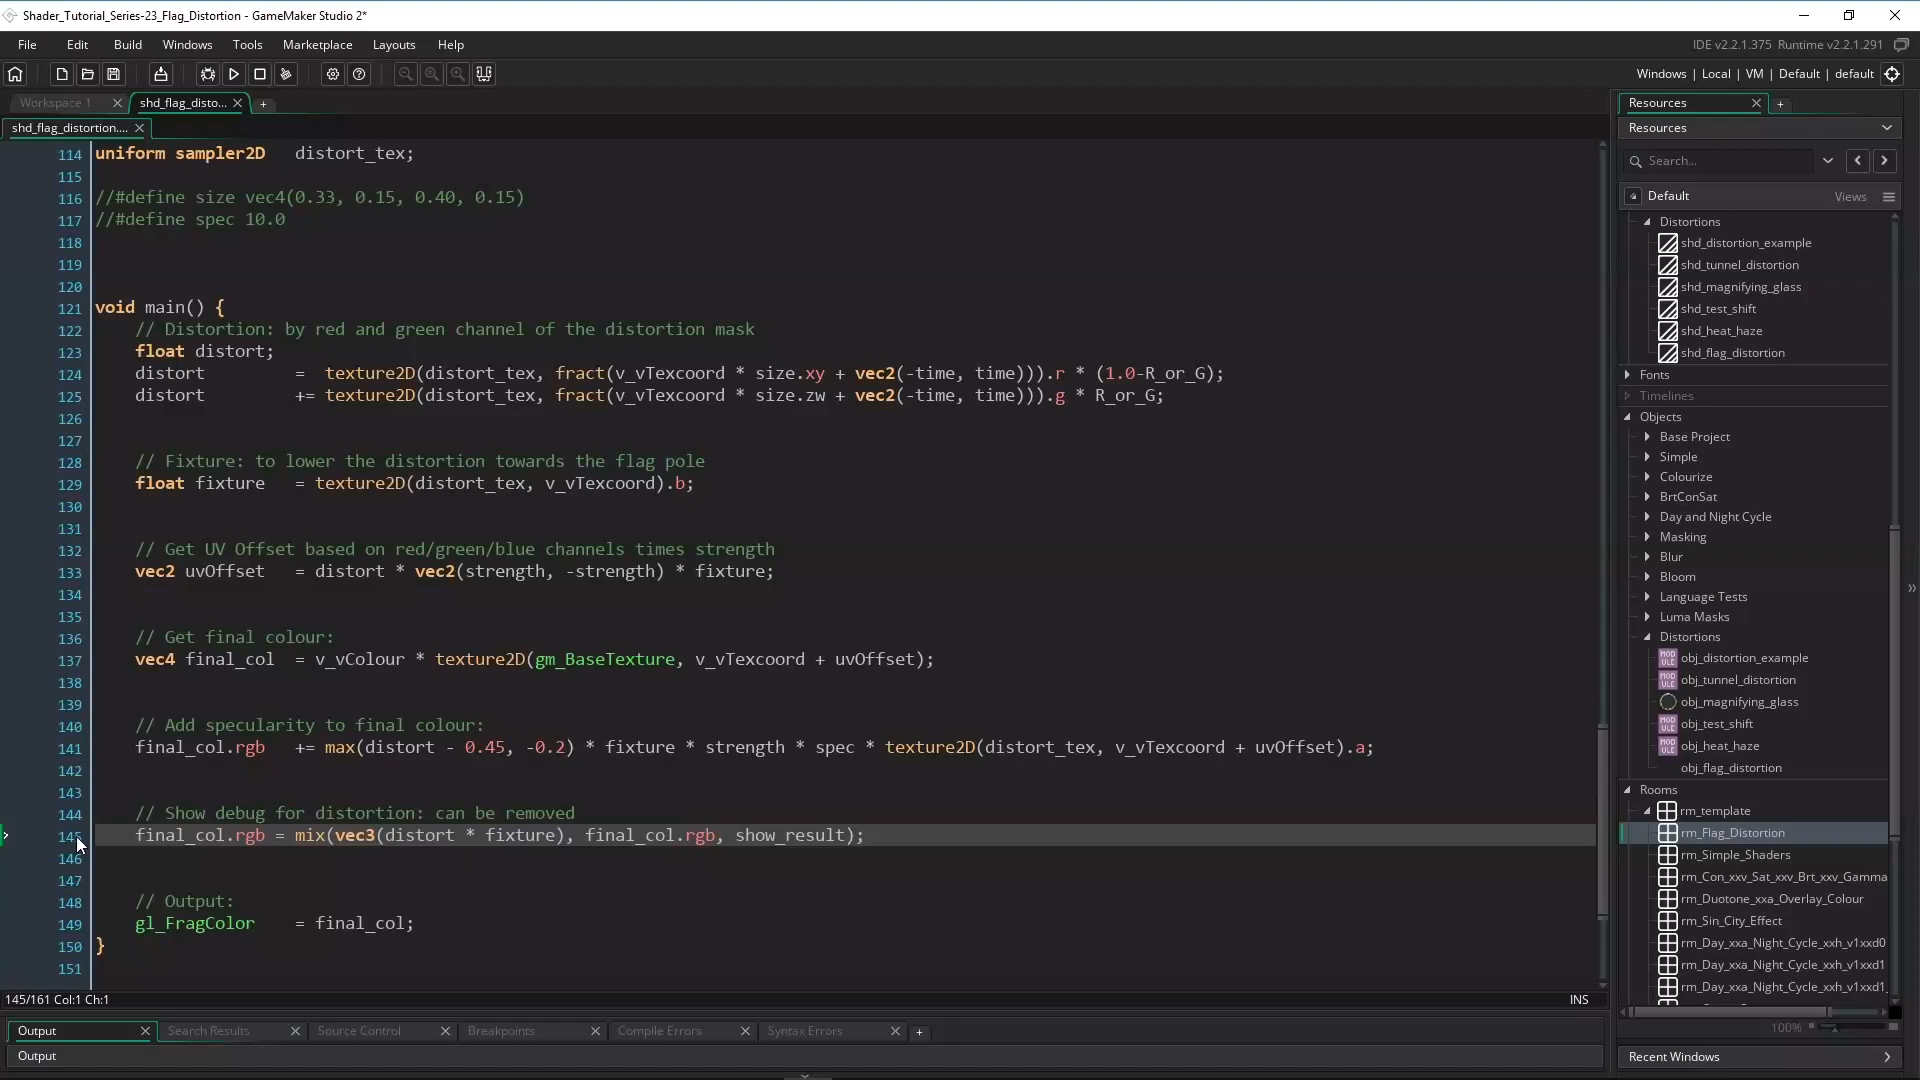 Shader_Tutorial_Series-23_Flag_Distortion - GameMaker Studio 2*
File Edit Build Windows Tools Marketplace Layouts Help
IDE v2.2.1.375 Runtime v2.2.1.291
Windows | Local | VM | Default | default
Workspace 1
shd_flag_disto...
shd_flag_distortion....
114 uniform sampler2D distort_tex;
115
116 //#define size vec4(0.33, 0.15, 0.40, 0.15)
117 //#define spec 10.0
118
119
120
121 void main() {
122 // Distortion: by red and green channel of the distortion mask
123 float distort;
124 distort = texture2D(distort_tex, fract(v_vTexcoord * size.xy + vec2(-time, time))).r * (1.0-R_or_G);
125 distort += texture2D(distort_tex, fract(v_vTexcoord * size.zw + vec2(-time, time))).g * R_or_G;
126
127
128 // Fixture: to lower the distortion towards the flag pole
129 float fixture = texture2D(distort_tex, v_vTexcoord).b;
130
131
132 // Get UV Offset based on red/green/blue channels times strength
133 vec2 uvOffset = distort * vec2(strength, -strength) * fixture;
134
135
136 // Get final colour:
137 vec4 final_col = v_vColour * texture2D(gm_BaseTexture, v_vTexcoord + uvOffset);
138
139
140 // Add specularity to final colour:
141 final_col.rgb += max(distort - 0.45, -0.2) * fixture * strength * spec * texture2D(distort_tex, v_vTexcoord + uvOffset).a;
142
143
144 // Show debug for distortion: can be removed
145 final_col.rgb = mix(vec3(distort * fixture), final_col.rgb, show_result);
146
147
148 // Output:
149 gl_FragColor = final_col;
150 }
151
145/161 Col:1 Ch:1
INS
Output Search Results Source Control Breakpoints Compile Errors Syntax Errors
Output
Resources
Resources
Search...
Default Views
Distortions
shd_distortion_example
shd_tunnel_distortion
shd_magnifying_glass
shd_test_shift
shd_heat_haze
shd_flag_distortion
Fonts
Timelines
Objects
Base Project
Simple
Colourize
BrtConSat
Day and Night Cycle
Masking
Blur
Bloom
Language Tests
Luma Masks
Distortions
obj_distortion_example
obj_tunnel_distortion
obj_magnifying_glass
obj_test_shift
obj_heat_haze
obj_flag_distortion
Rooms
rm_template
rm_Flag_Distortion
rm_Simple_Shaders
rm_Con_xxv_Sat_xxv_Brt_xxv_Gamma
rm_Duotone_xxa_Overlay_Colour
rm_Sin_City_Effect
rm_Day_xxa_Night_Cycle_xxh_v1xxd0
rm_Day_xxa_Night_Cycle_xxh_v1xxd1
rm_Day_xxa_Night_Cycle_xxh_v1xxd1_
100%
Recent Windows